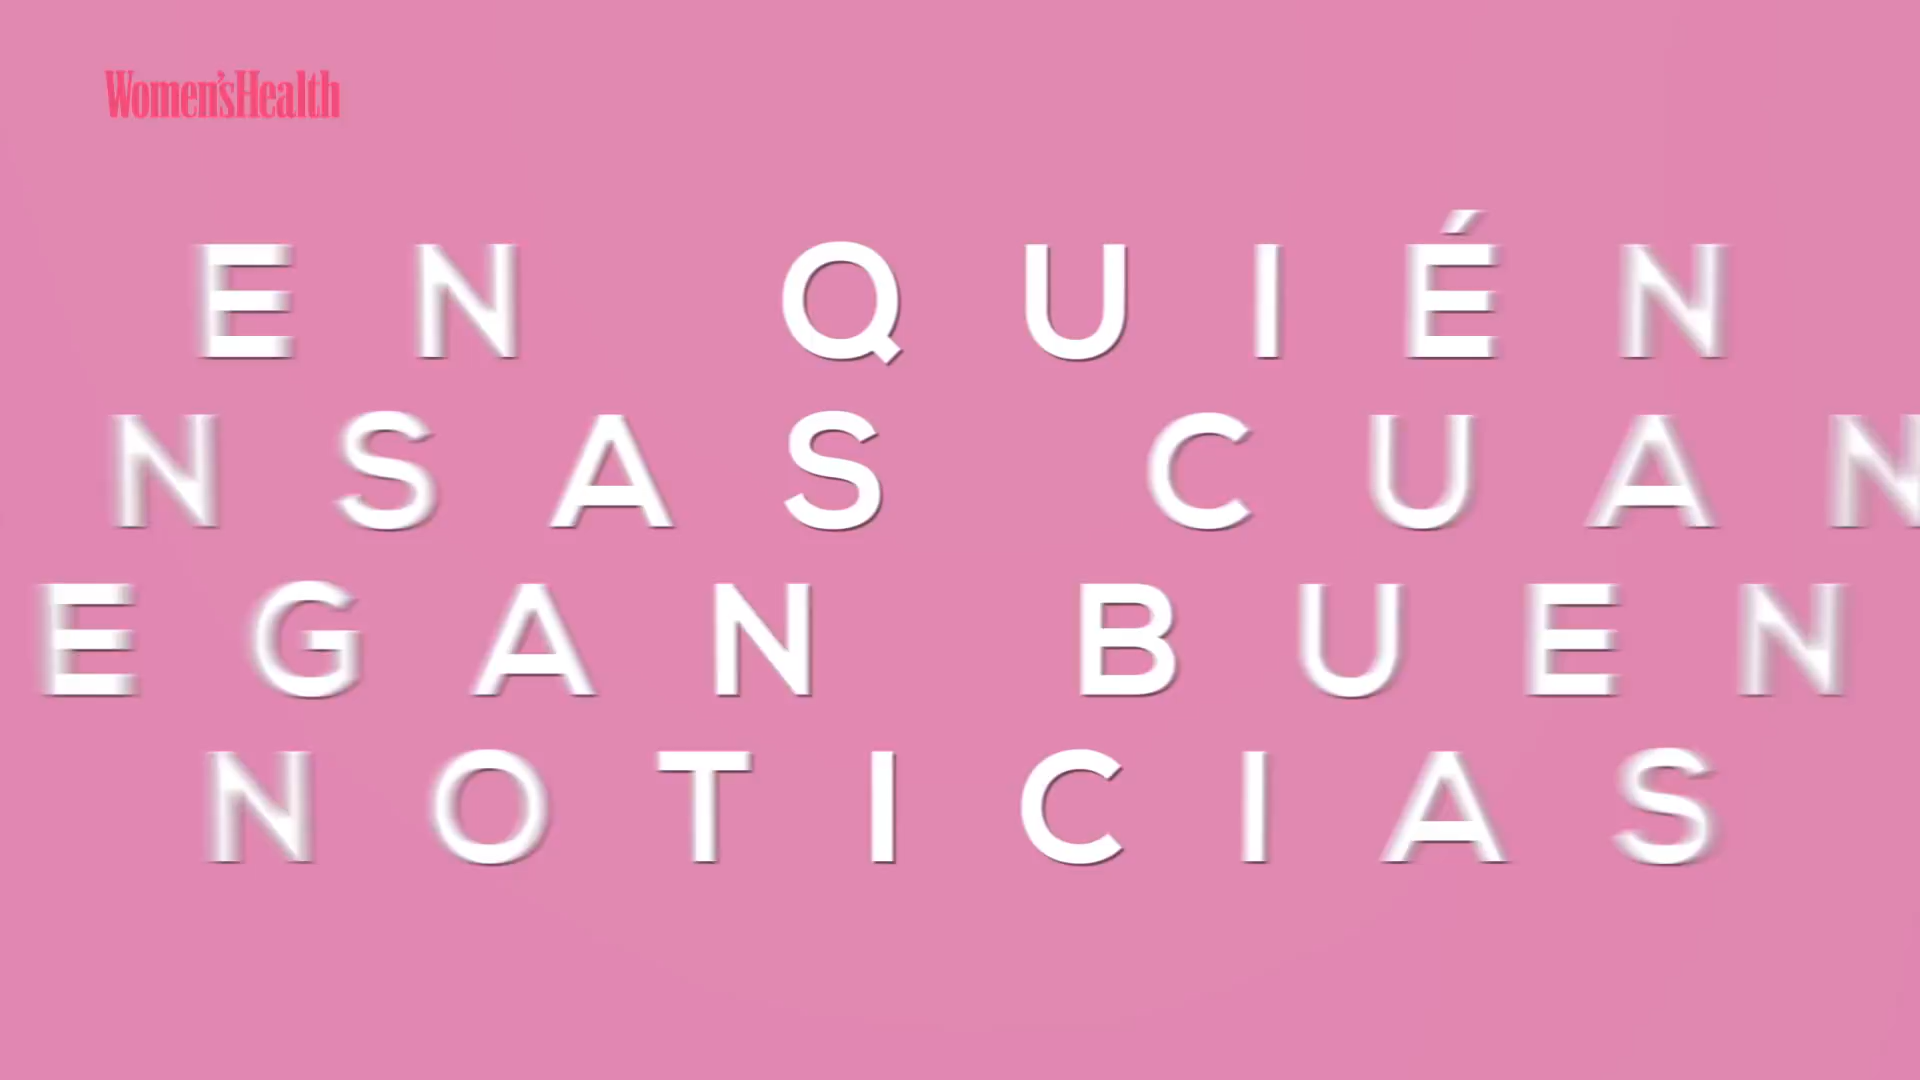 Women'sHealth
EN QUIÉN
NSAS CUAN
EGAN BUEN
NOTICIAS